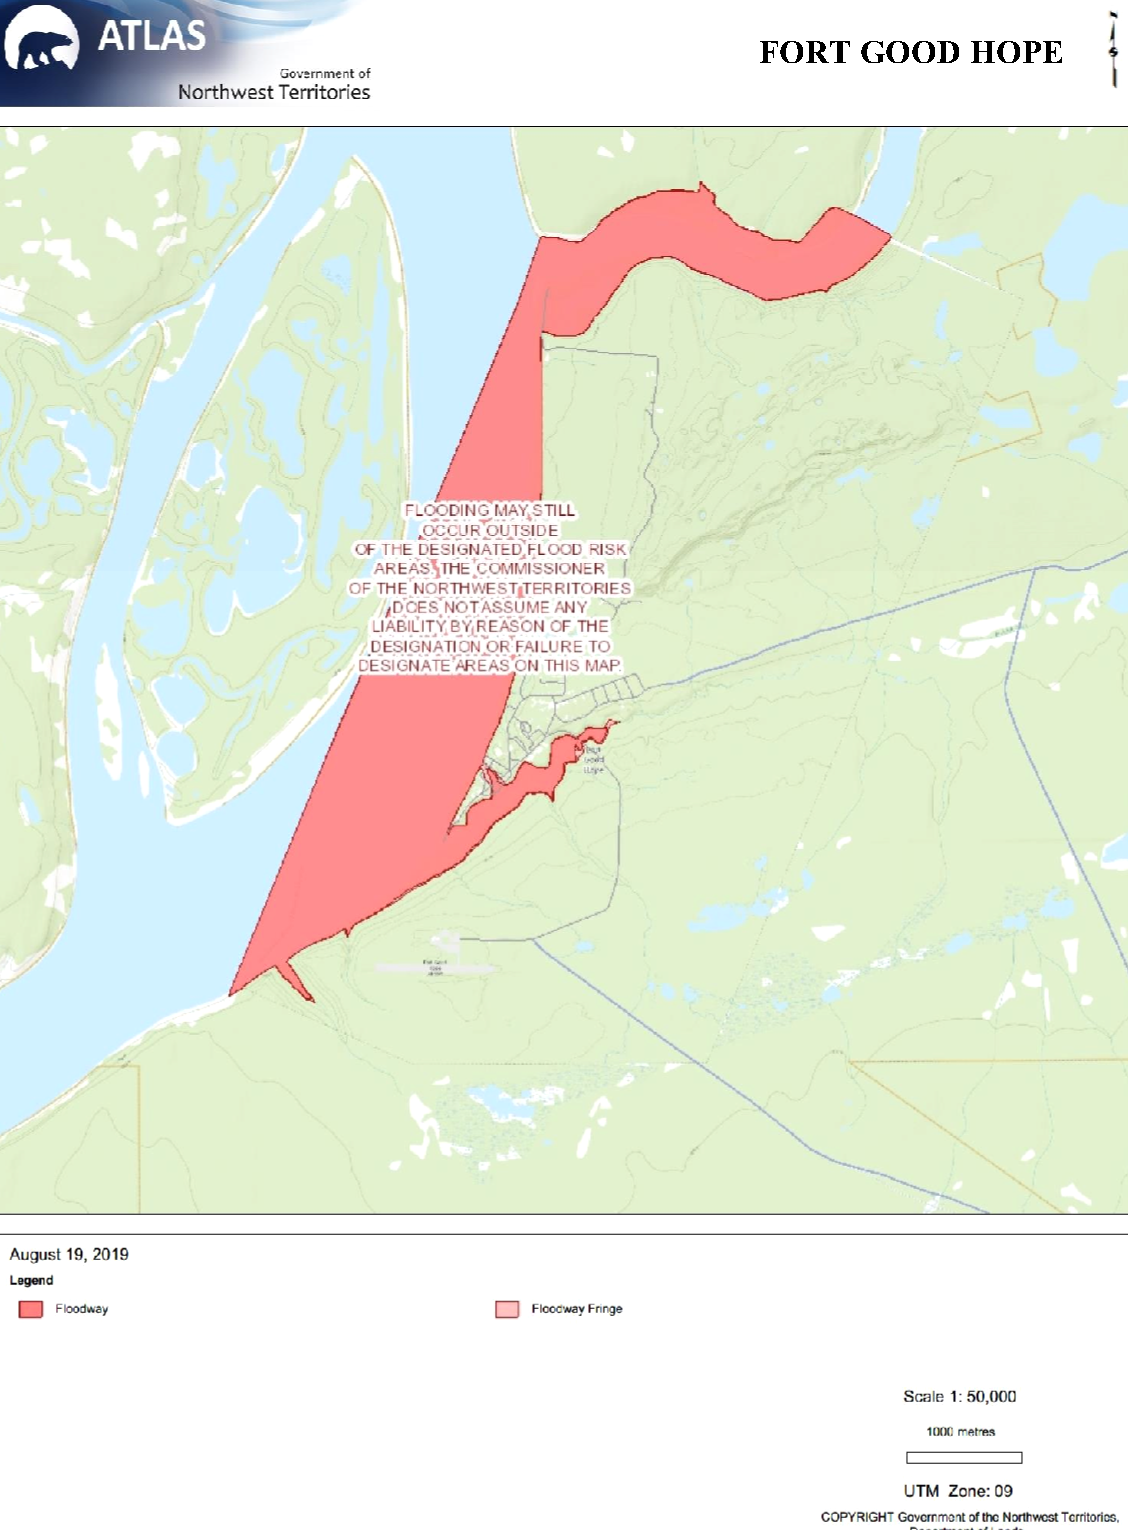 ATLAS
Government of
Northwest Territories
FORT GOOD HOPE
FLOODING MAY STILL
OCCUR OUTSIDE
OF THE DESIGNATED FLOOD RISK
AREAS. THE COMMISSIONER
OF THE NORTHWEST TERRITORIES
DOES NOT ASSUME ANY
LIABILITY BY REASON OF THE
DESIGNATION OR FAILURE TO
DESIGNATE AREAS ON THIS MAP.
Fort
Good
Hope
August 19, 2019
Legend
Floodway
Floodway Fringe
Scale 1: 50,000
1000 metres
UTM Zone: 09
COPYRIGHT Government of the Northwest Territories,